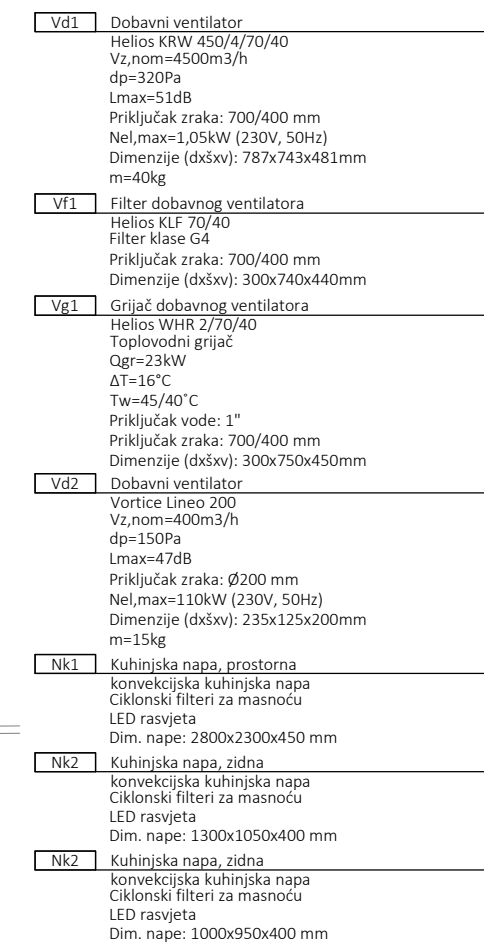 Vd1 Dobavni ventilator
Helios KRW 450/4/70/40
Vz,nom=4500m3/h
dp=320Pa
Lmax=51dB
Priključak zraka: 700/400 mm
Nel,max=1,05kW (230V, 50Hz)
Dimenzije (dxšxv): 787x743x481mm
m=40kg
Vf1 Filter dobavnog ventilatora
Helios KLF 70/40
Filter klase G4
Priključak zraka: 700/400 mm
Dimenzije (dxšxv): 300x740x440mm
Vg1 Grijač dobavnog ventilatora
Helios WHR 2/70/40
Toplovodni grijač
Qgr=23kW
ΔT=16°C
Tw=45/40˚C
Priključak vode: 1"
Priključak zraka: 700/400 mm
Dimenzije (dxšxv): 300x750x450mm
Vd2 Dobavni ventilator
Vortice Lineo 200
Vz,nom=400m3/h
dp=150Pa
Lmax=47dB
Priključak zraka: Ø200 mm
Nel,max=110kW (230V, 50Hz)
Dimenzije (dxšxv): 235x125x200mm
m=15kg
Nk1 Kuhinjska napa, prostorna
konvekcijska kuhinjska napa
Ciklonski filteri za masnoću
LED rasvjeta
Dim. nape: 2800x2300x450 mm
Nk2 Kuhinjska napa, zidna
konvekcijska kuhinjska napa
Ciklonski filteri za masnoću
LED rasvjeta
Dim. nape: 1300x1050x400 mm
Nk2 Kuhinjska napa, zidna
konvekcijska kuhinjska napa
Ciklonski filteri za masnoću
LED rasvjeta
Dim. nape: 1000x950x400 mm